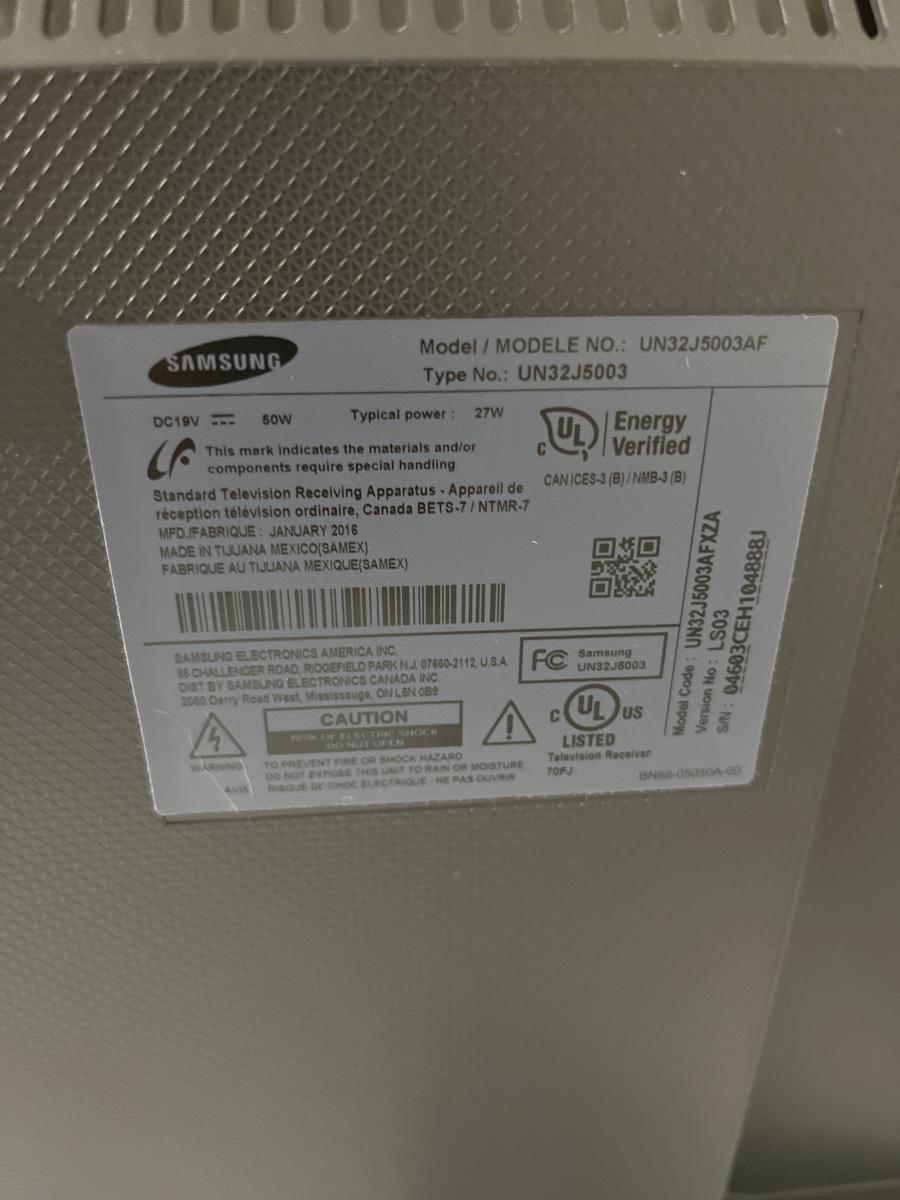 SAMSUNG
Model / MODELE NO.: UN32J5003AF
Type No.: UN32J5003
DC19V 50W Typical power : 27W
This mark indicates the materials and/or
components require special handling
c UL Energy
Verified
CAN ICES-3 (B) / NMB-3 (B)
Standard Television Receiving Apparatus - Appareil de
réception télévision ordinaire, Canada BETS-7 / NTMR-7
MFD./FABRIQUE : JANUARY 2016
MADE IN TIJUANA MEXICO(SAMEX)
FABRIQUE AU TIJUANA MEXIQUE(SAMEX)
SAMSUNG ELECTRONICS AMERICA INC.
85 CHALLENGER ROAD, RIDGEFIELD PARK N.J. 07660-2112, U.S.A.
DIST BY SAMSUNG ELECTRONICS CANADA INC.
2050 Derry Road West, Mississauga, ON L5N 0B9
FC Samsung
UN32J5003
CAUTION
RISK OF ELECTRIC SHOCK
DO NOT OPEN
WARNING
TO PREVENT FIRE OR SHOCK HAZARD
DO NOT EXPOSE THIS UNIT TO RAIN OR MOISTURE
AVIS RISQUE DE CHOC ELECTRIQUE - NE PAS OUVRIR
c UL US
LISTED
Television Receiver
70FJ
BN68-05050A-00
Model Code : UN32J5003AFXZA
Version No : LS03
S/N : 04603CEH104888J